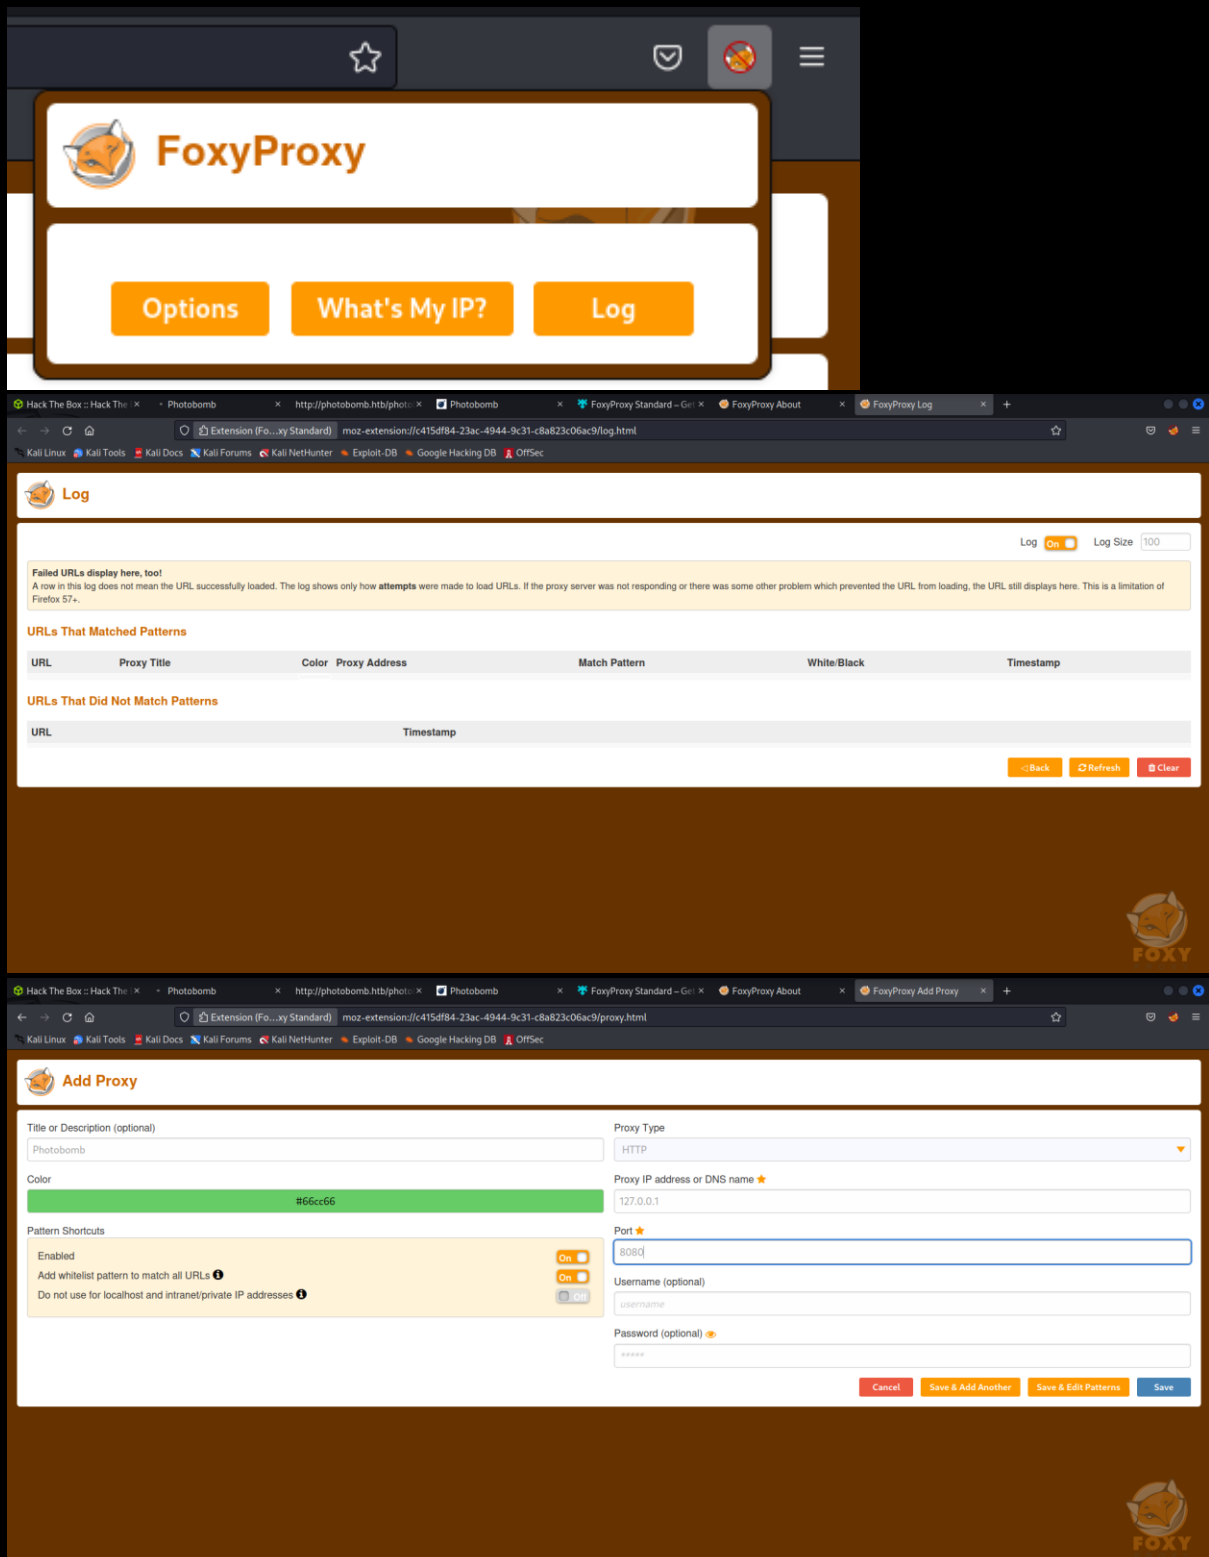 FoxyProxy
Options What's My IP? Log
Hack The Box :: Hack The Photobomb http://photobomb.htb/photo Photobomb FoxyProxy Standard – Get FoxyProxy About FoxyProxy Log
Extension (Fo...xy Standard) moz-extension://c415df84-23ac-4944-9c31-c8a823c06ac9/log.html
Kali Linux Kali Tools Kali Docs Kali Forums Kali NetHunter Exploit-DB Google Hacking DB OffSec
Log
Log On Log Size 100
Failed URLs display here, too!
A row in this log does not mean the URL successfully loaded. The log shows only how attempts were made to load URLs. If the proxy server was not responding or there was some other problem which prevented the URL from loading, the URL still displays here. This is a limitation of
Firefox 57+.
URLs That Matched Patterns
URL Proxy Title Color Proxy Address Match Pattern White/Black Timestamp
URLs That Did Not Match Patterns
URL Timestamp
Back Refresh Clear
FOXY
Hack The Box :: Hack The Photobomb http://photobomb.htb/photo Photobomb FoxyProxy Standard – Get FoxyProxy About FoxyProxy Add Proxy
Extension (Fo...xy Standard) moz-extension://c415df84-23ac-4944-9c31-c8a823c06ac9/proxy.html
Kali Linux Kali Tools Kali Docs Kali Forums Kali NetHunter Exploit-DB Google Hacking DB OffSec
Add Proxy
Title or Description (optional)
Photobomb
Color
#66cc66
Pattern Shortcuts
Enabled On
Add whitelist pattern to match all URLs On
Do not use for localhost and intranet/private IP addresses Off
Proxy Type
HTTP
Proxy IP address or DNS name
127.0.0.1
Port
8080
Username (optional)
username
Password (optional)
*****
Cancel Save & Add Another Save & Edit Patterns Save
FOXY